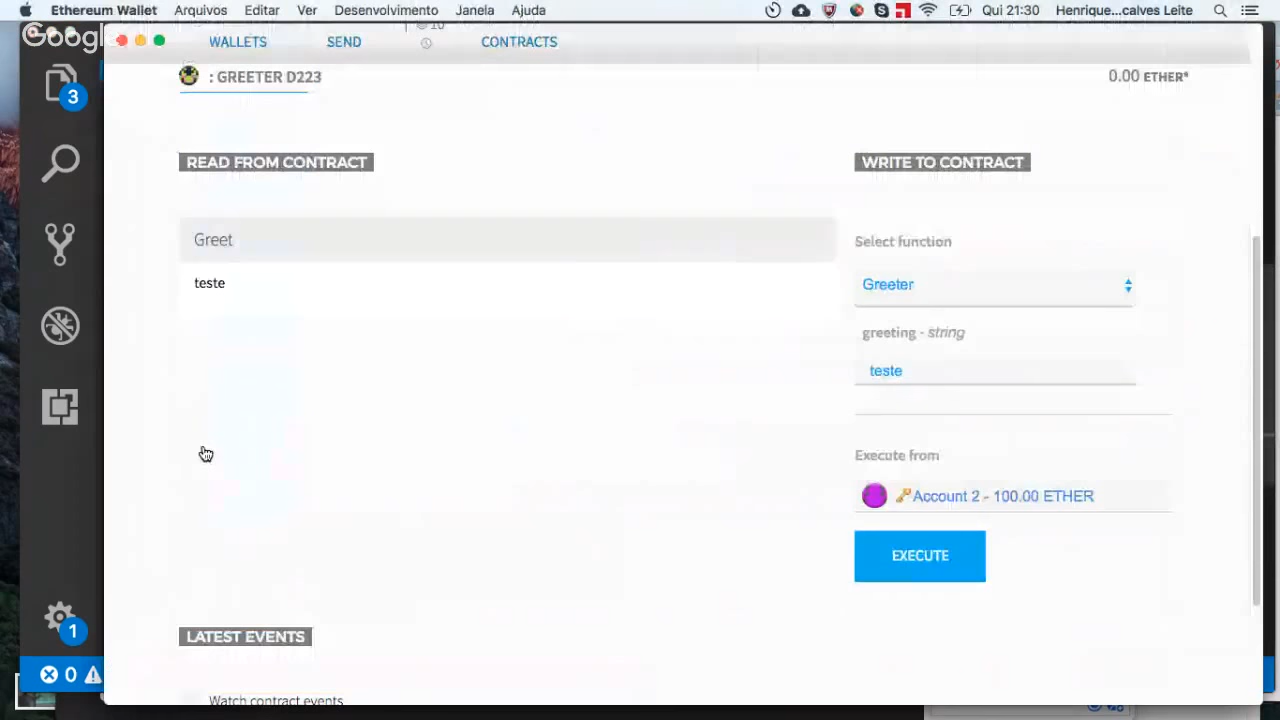 Ethereum Wallet Arquivos Editar Ver Desenvolvimento Janela Ajuda Qui 21:30 Henrique...calves Leite
Google
WALLETS SEND CONTRACTS
10
: GREETER D223 0.00 ETHER*
3
READ FROM CONTRACT
WRITE TO CONTRACT
Greet
teste
Select function
Greeter
greeting - string
teste
Execute from
Account 2 - 100.00 ETHER
EXECUTE
LATEST EVENTS
1
0
Watch contract events